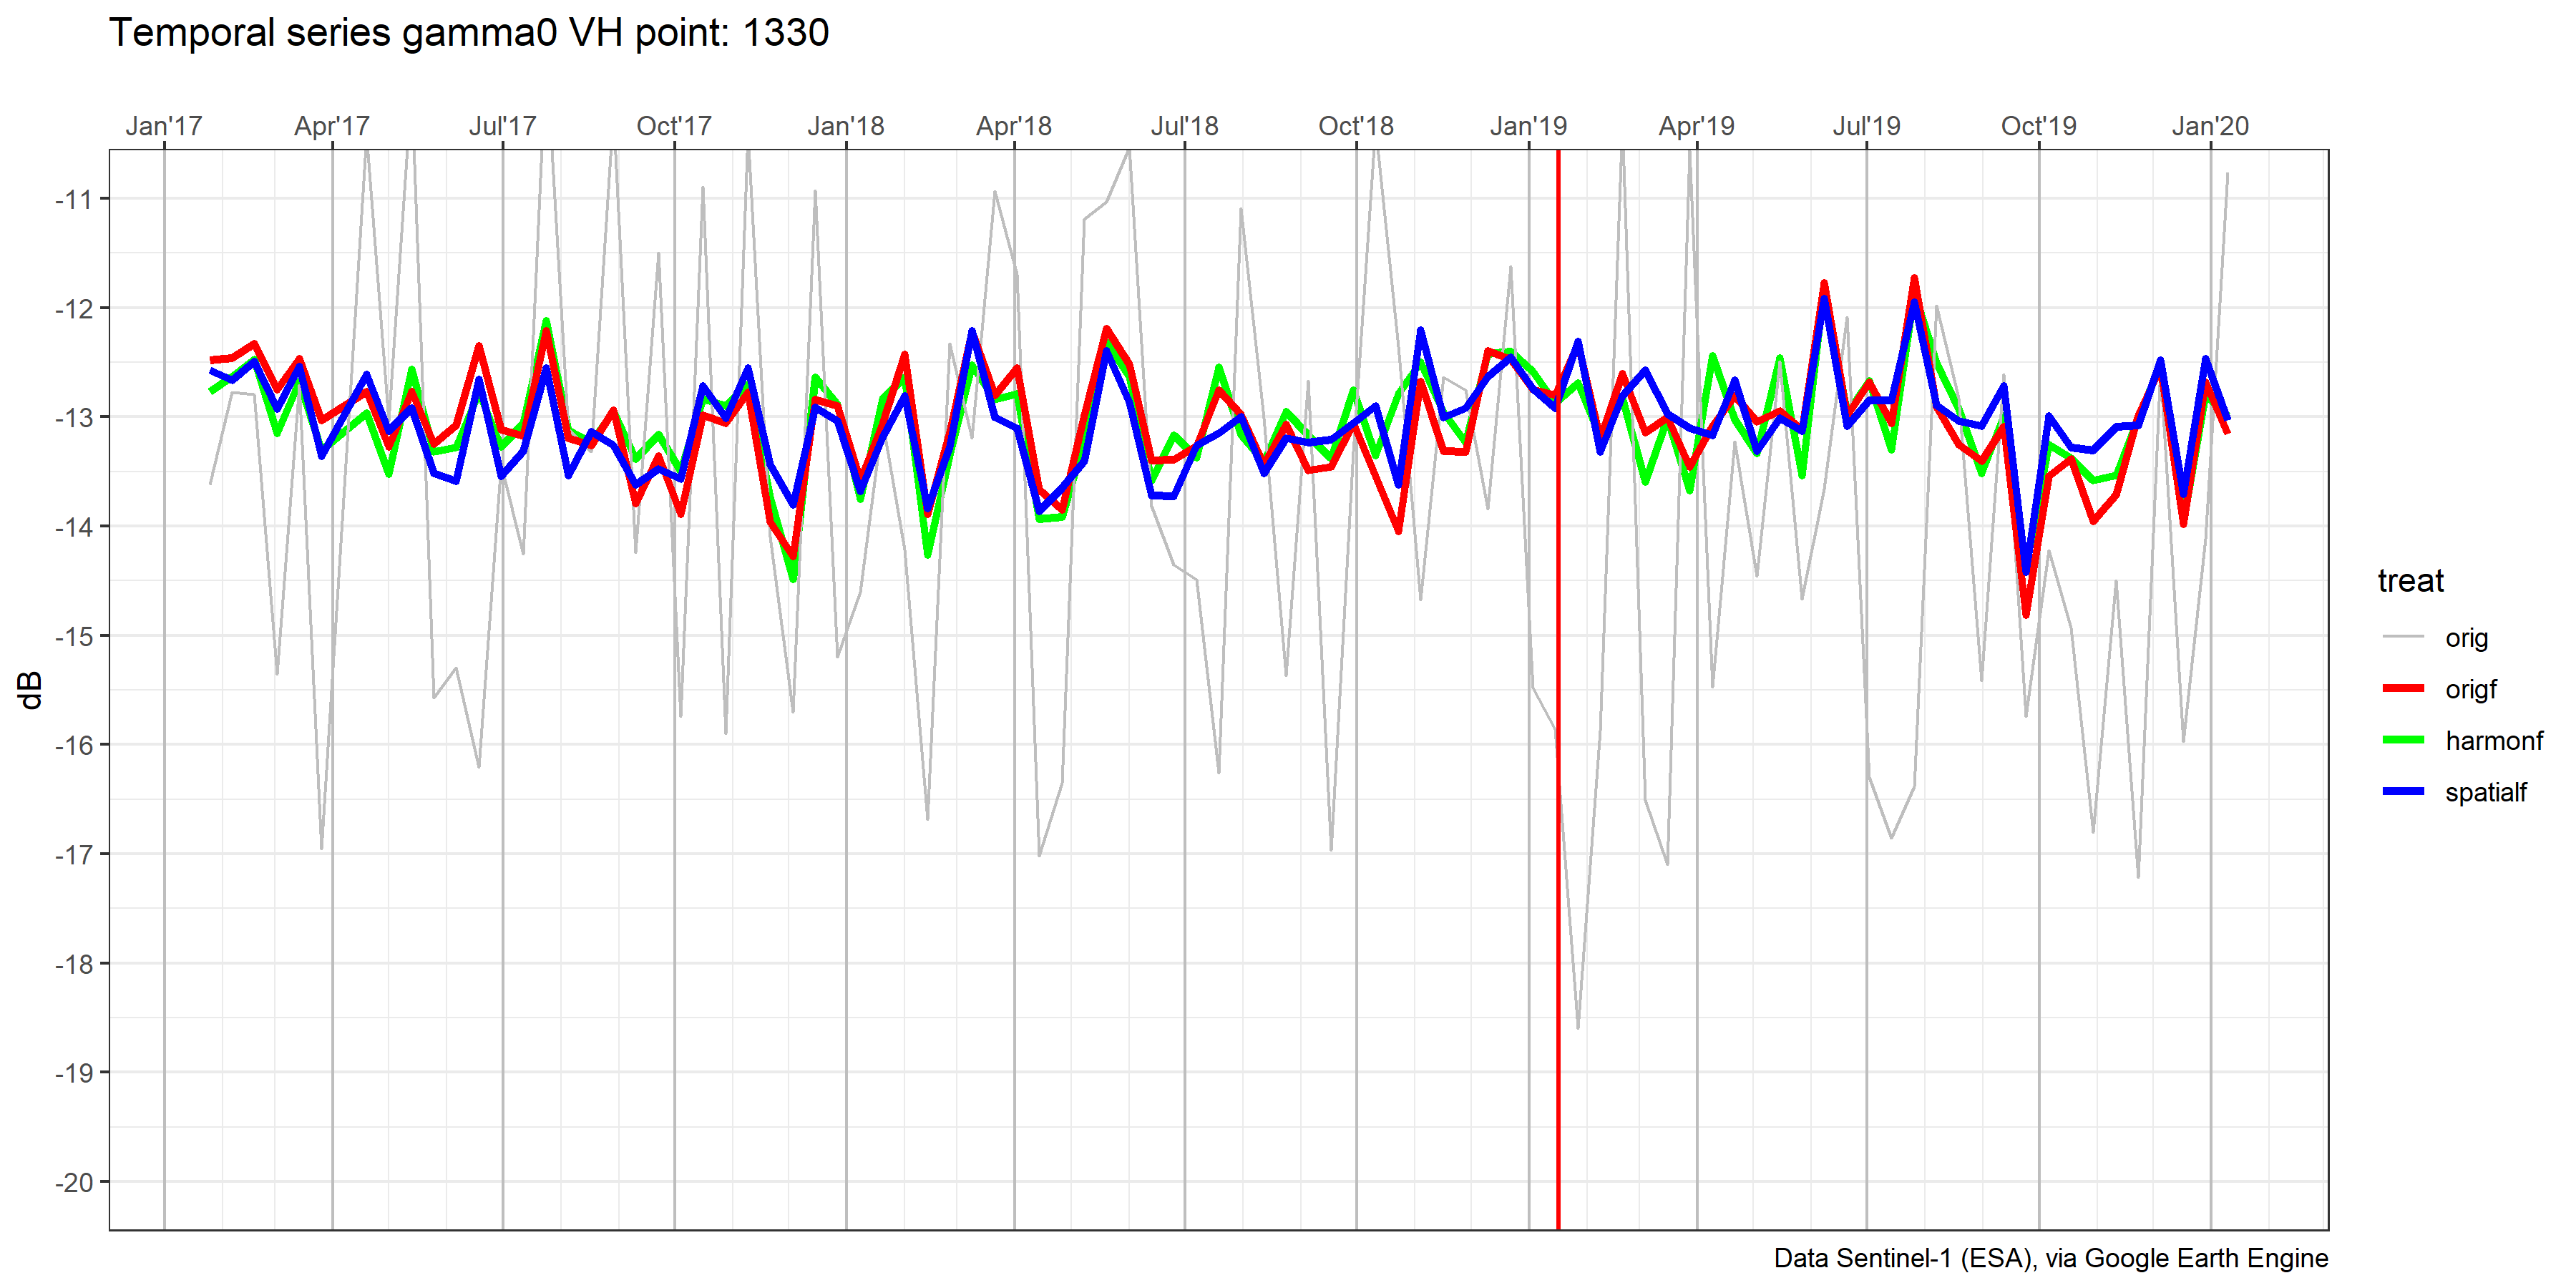 Temporal series gamma0 VH point: 1330
Jan'17 Apr'17 Jul'17 Oct'17 Jan'18 Apr'18 Jul'18 Oct'18 Jan'19 Apr'19 Jul'19 Oct'19 Jan'20
-11
-12
-13
-14
-15
-16
-17
-18
-19
-20
dB
treat
orig
origf
harmonf
spatialf
Data Sentinel-1 (ESA), via Google Earth Engine